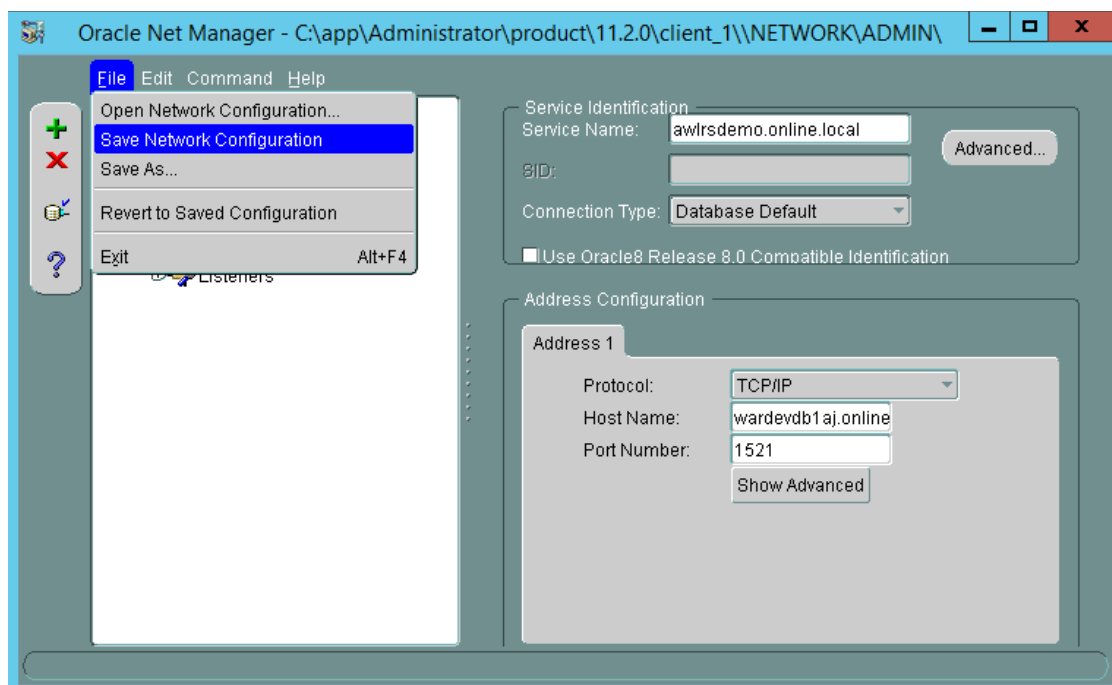 Oracle Net Manager - C:\app\Administrator\product\11.2.0\client_1\\NETWORK\ADMIN\
File Edit Command Help
Open Network Configuration...
Save Network Configuration
Save As...
Revert to Saved Configuration
Exit Alt+F4
Listeners
Service Identification
Service Name: awlrsdemo.online.local
Advanced...
SID:
Connection Type: Database Default
Use Oracle8 Release 8.0 Compatible Identification
Address Configuration
Address 1
Protocol: TCP/IP
Host Name: wardevdb1aj.online
Port Number: 1521
Show Advanced